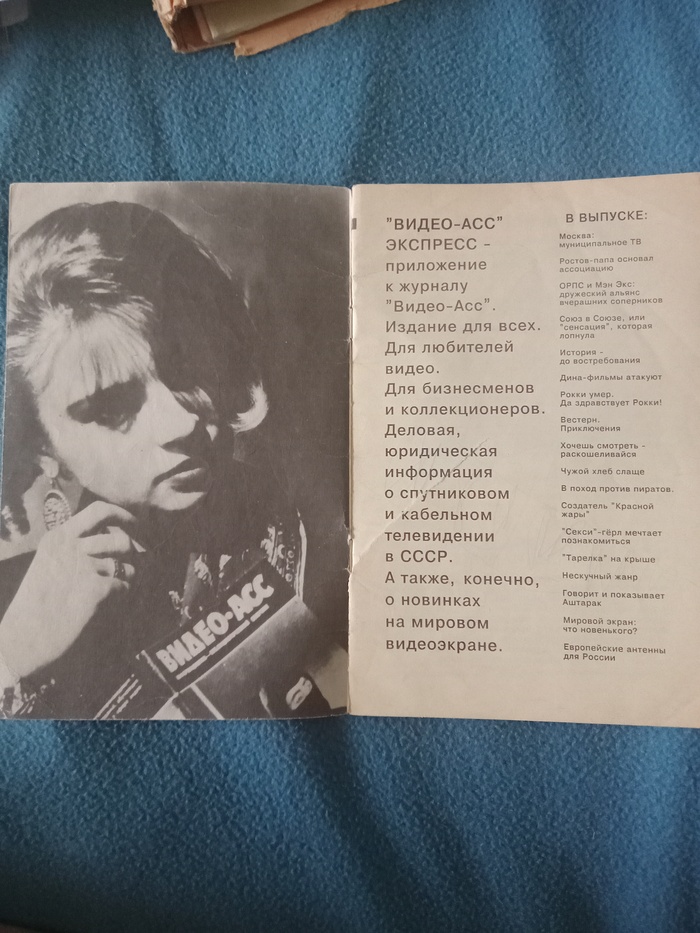 ВИДЕО-АСС
"ВИДЕО-АСС"
ЭКСПРЕСС -
приложение
к журналу
"Видео-Асс".
Издание для всех.
Для любителей
видео.
Для бизнесменов
и коллекционеров.
Деловая,
юридическая
информация
о спутниковом
и кабельном
телевидении
в СССР.
А также, конечно,
о новинках
на мировом
видеоэкране.
В ВЫПУСКЕ:
Москва:
муниципальное ТВ
Ростов-папа основал
ассоциацию
ОРПС и Мэн Экс:
дружеский альянс
вчерашних соперников
Союз в Союзе, или
"сенсация", которая
лопнула
История -
до востребования
Дина-фильмы атакуют
Рокки умер.
Да здравствует Рокки!
Вестерн.
Приключения
Хочешь смотреть -
раскошеливайся
Чужой хлеб слаще
В поход против пиратов.
Создатель "Красной
жары"
"Секси"-гёрл мечтает
познакомиться
"Тарелка" на крыше
Нескучный жанр
Говорит и показывает
Аштарак
Мировой экран:
что новенького?
Европейские антенны
для России